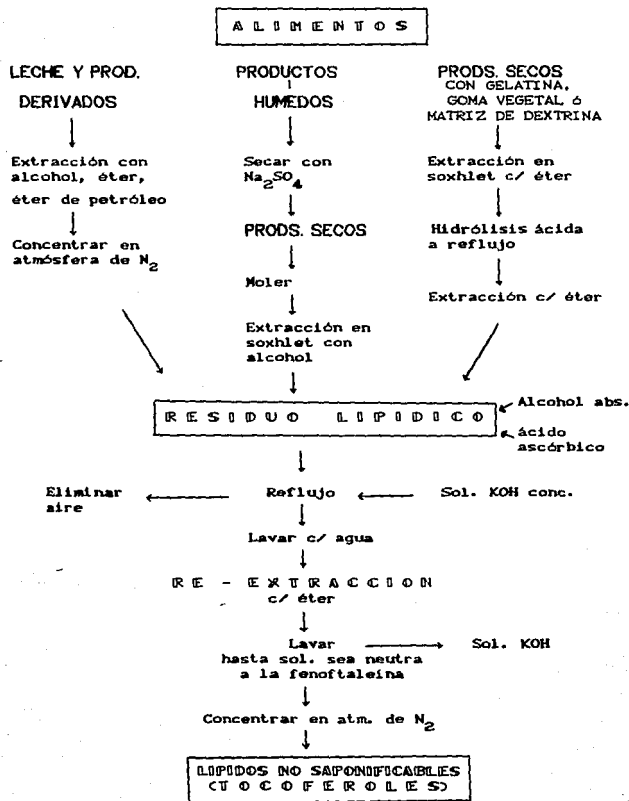 ALIMENTOS
LECHE Y PROD.
DERIVADOS
Extracción con
alcohol, éter,
éter de petróleo
Concentrar en
atmósfera de N2
PRODUCTOS
HUMEDOS
Secar con
Na2SO4
PRODS. SECOS
Moler
Extracción en
soxhlet con
alcohol
PRODS. SECOS
CON GELATINA,
GOMA VEGETAL ó
MATRIZ DE DEXTRINA
Extracción en
soxhlet c/ éter
Hidrólisis ácida
a reflujo
Extracción c/ éter
RESIDUO LIPIDICO
Alcohol abs.
ácido
ascórbico
Eliminar
aire
Reflujo
Sol. KOH conc.
Lavar c/ agua
RE - EXTRACCION
c/ éter
Lavar
hasta sol. sea neutra
a la fenoftaleína
Sol. KOH
Concentrar en atm. de N2
LIPIDOS NO SAPONIFICABLES
(TOCOFEROLES)